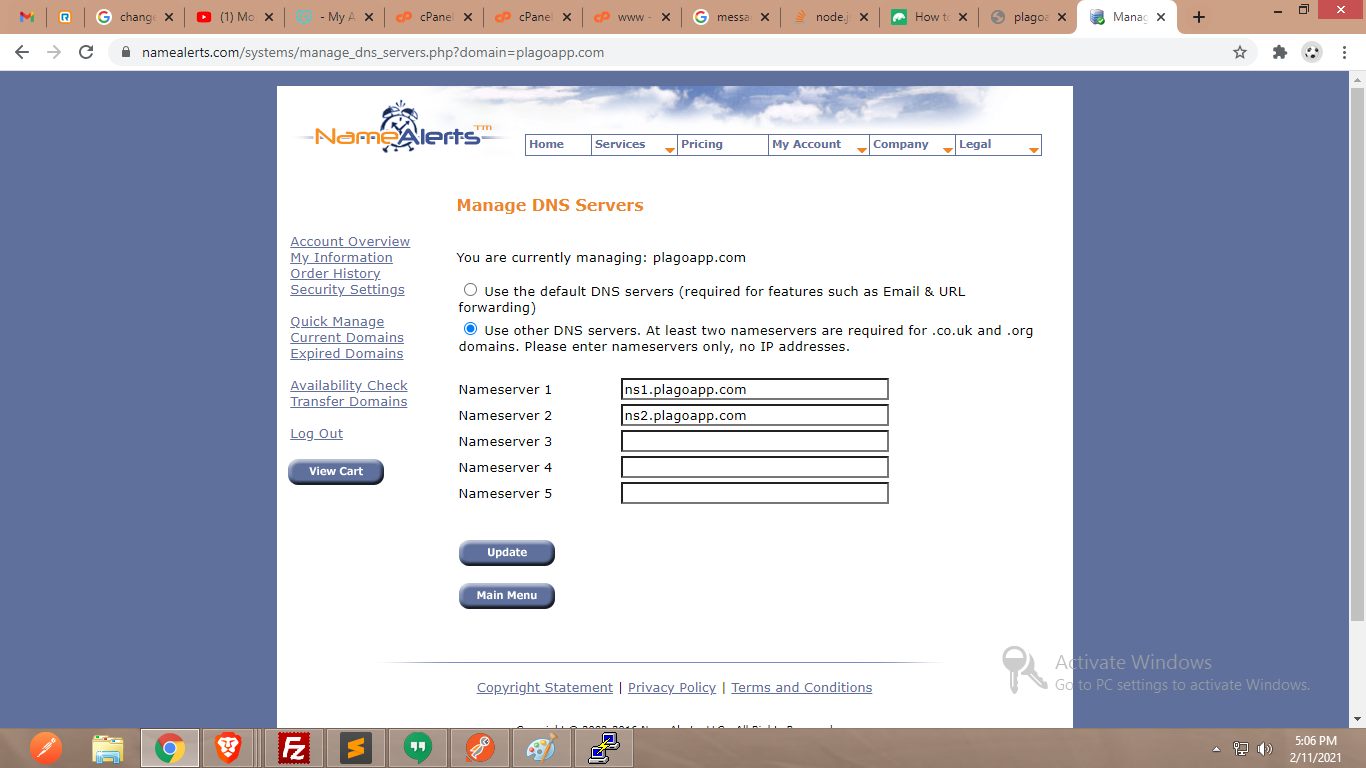 change
(1) Mo
- My A
cPanel
cPanel
www -
messa
node.j
How to
plagoa
Manag
namealerts.com/systems/manage_dns_servers.php?domain=plagoapp.com
NameAlerts™
Home Services Pricing My Account Company Legal
Manage DNS Servers
Account Overview
My Information
Order History
Security Settings
Quick Manage
Current Domains
Expired Domains
Availability Check
Transfer Domains
Log Out
View Cart
You are currently managing: plagoapp.com
Use the default DNS servers (required for features such as Email & URL
forwarding)
Use other DNS servers. At least two nameservers are required for .co.uk and .org
domains. Please enter nameservers only, no IP addresses.
Nameserver 1 ns1.plagoapp.com
Nameserver 2 ns2.plagoapp.com
Nameserver 3
Nameserver 4
Nameserver 5
Update
Main Menu
Activate Windows
Go to PC settings to activate Windows.
Copyright Statement | Privacy Policy | Terms and Conditions
5:06 PM
2/11/2021